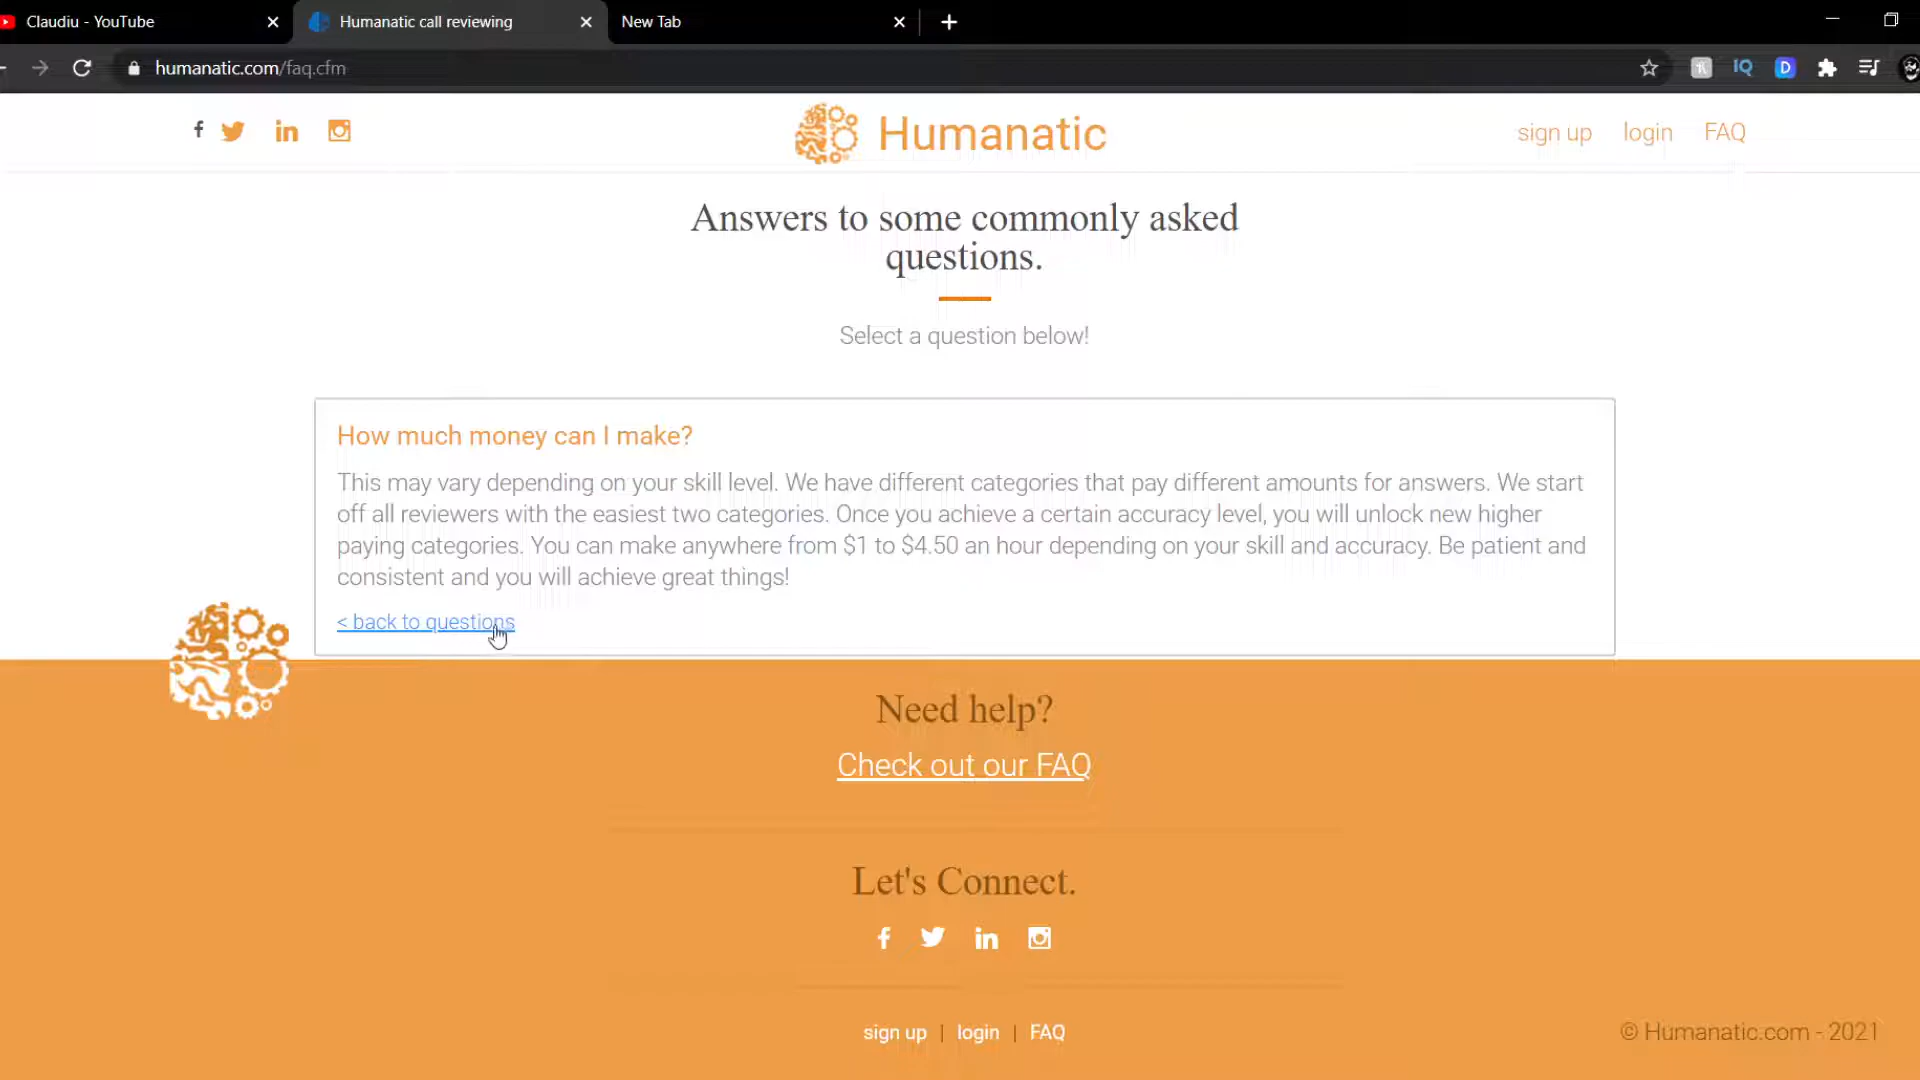 Claudiu - YouTube
Humanatic call reviewing
New Tab
humanatic.com/faq.cfm
IQ
D
Humanatic
sign up
login
FAQ
Answers to some commonly asked
questions.
Select a question below!
How much money can I make?
This may vary depending on your skill level. We have different categories that pay different amounts for answers. We start
off all reviewers with the easiest two categories. Once you achieve a certain accuracy level, you will unlock new higher
paying categories. You can make anywhere from $1 to $4.50 an hour depending on your skill and accuracy. Be patient and
consistent and you will achieve great things!
< back to questions
Need help?
Check out our FAQ
Let's Connect.
sign up | login | FAQ
© Humanatic.com - 2021